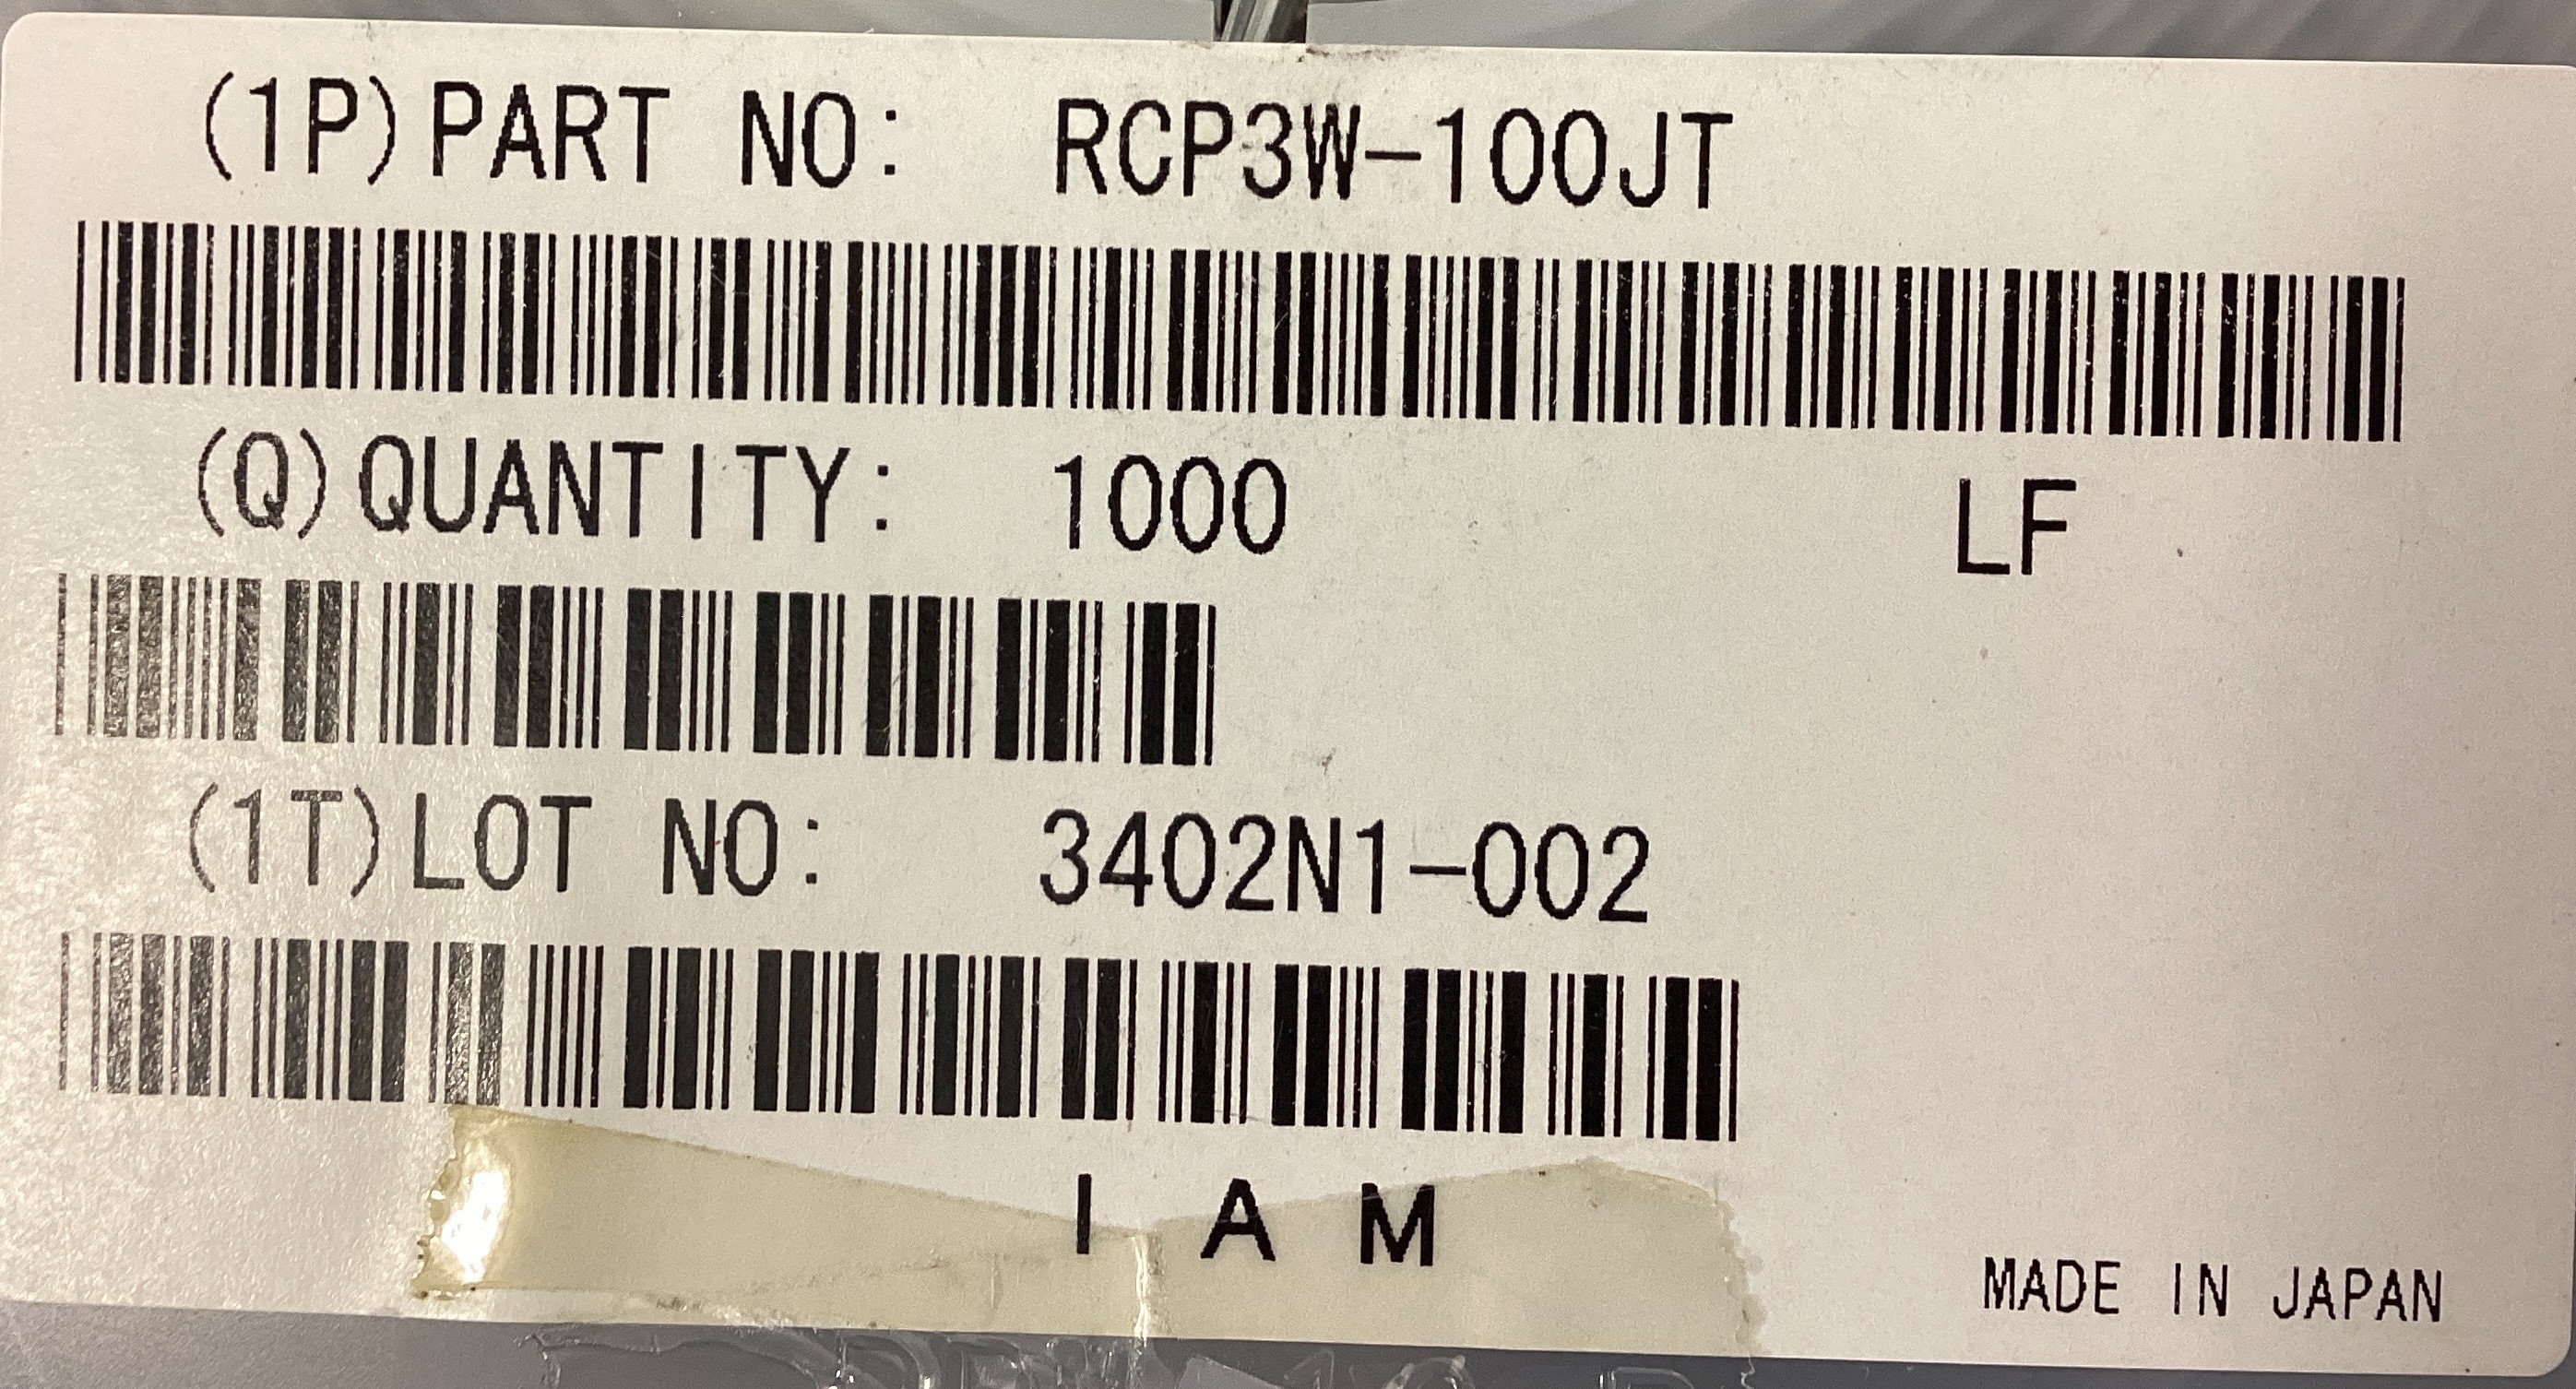 (1P)PART NO: RCP3W-100JT
(Q)QUANTITY: 1000 LF
(1T)LOT NO: 3402N1-002
I A M
MADE IN JAPAN